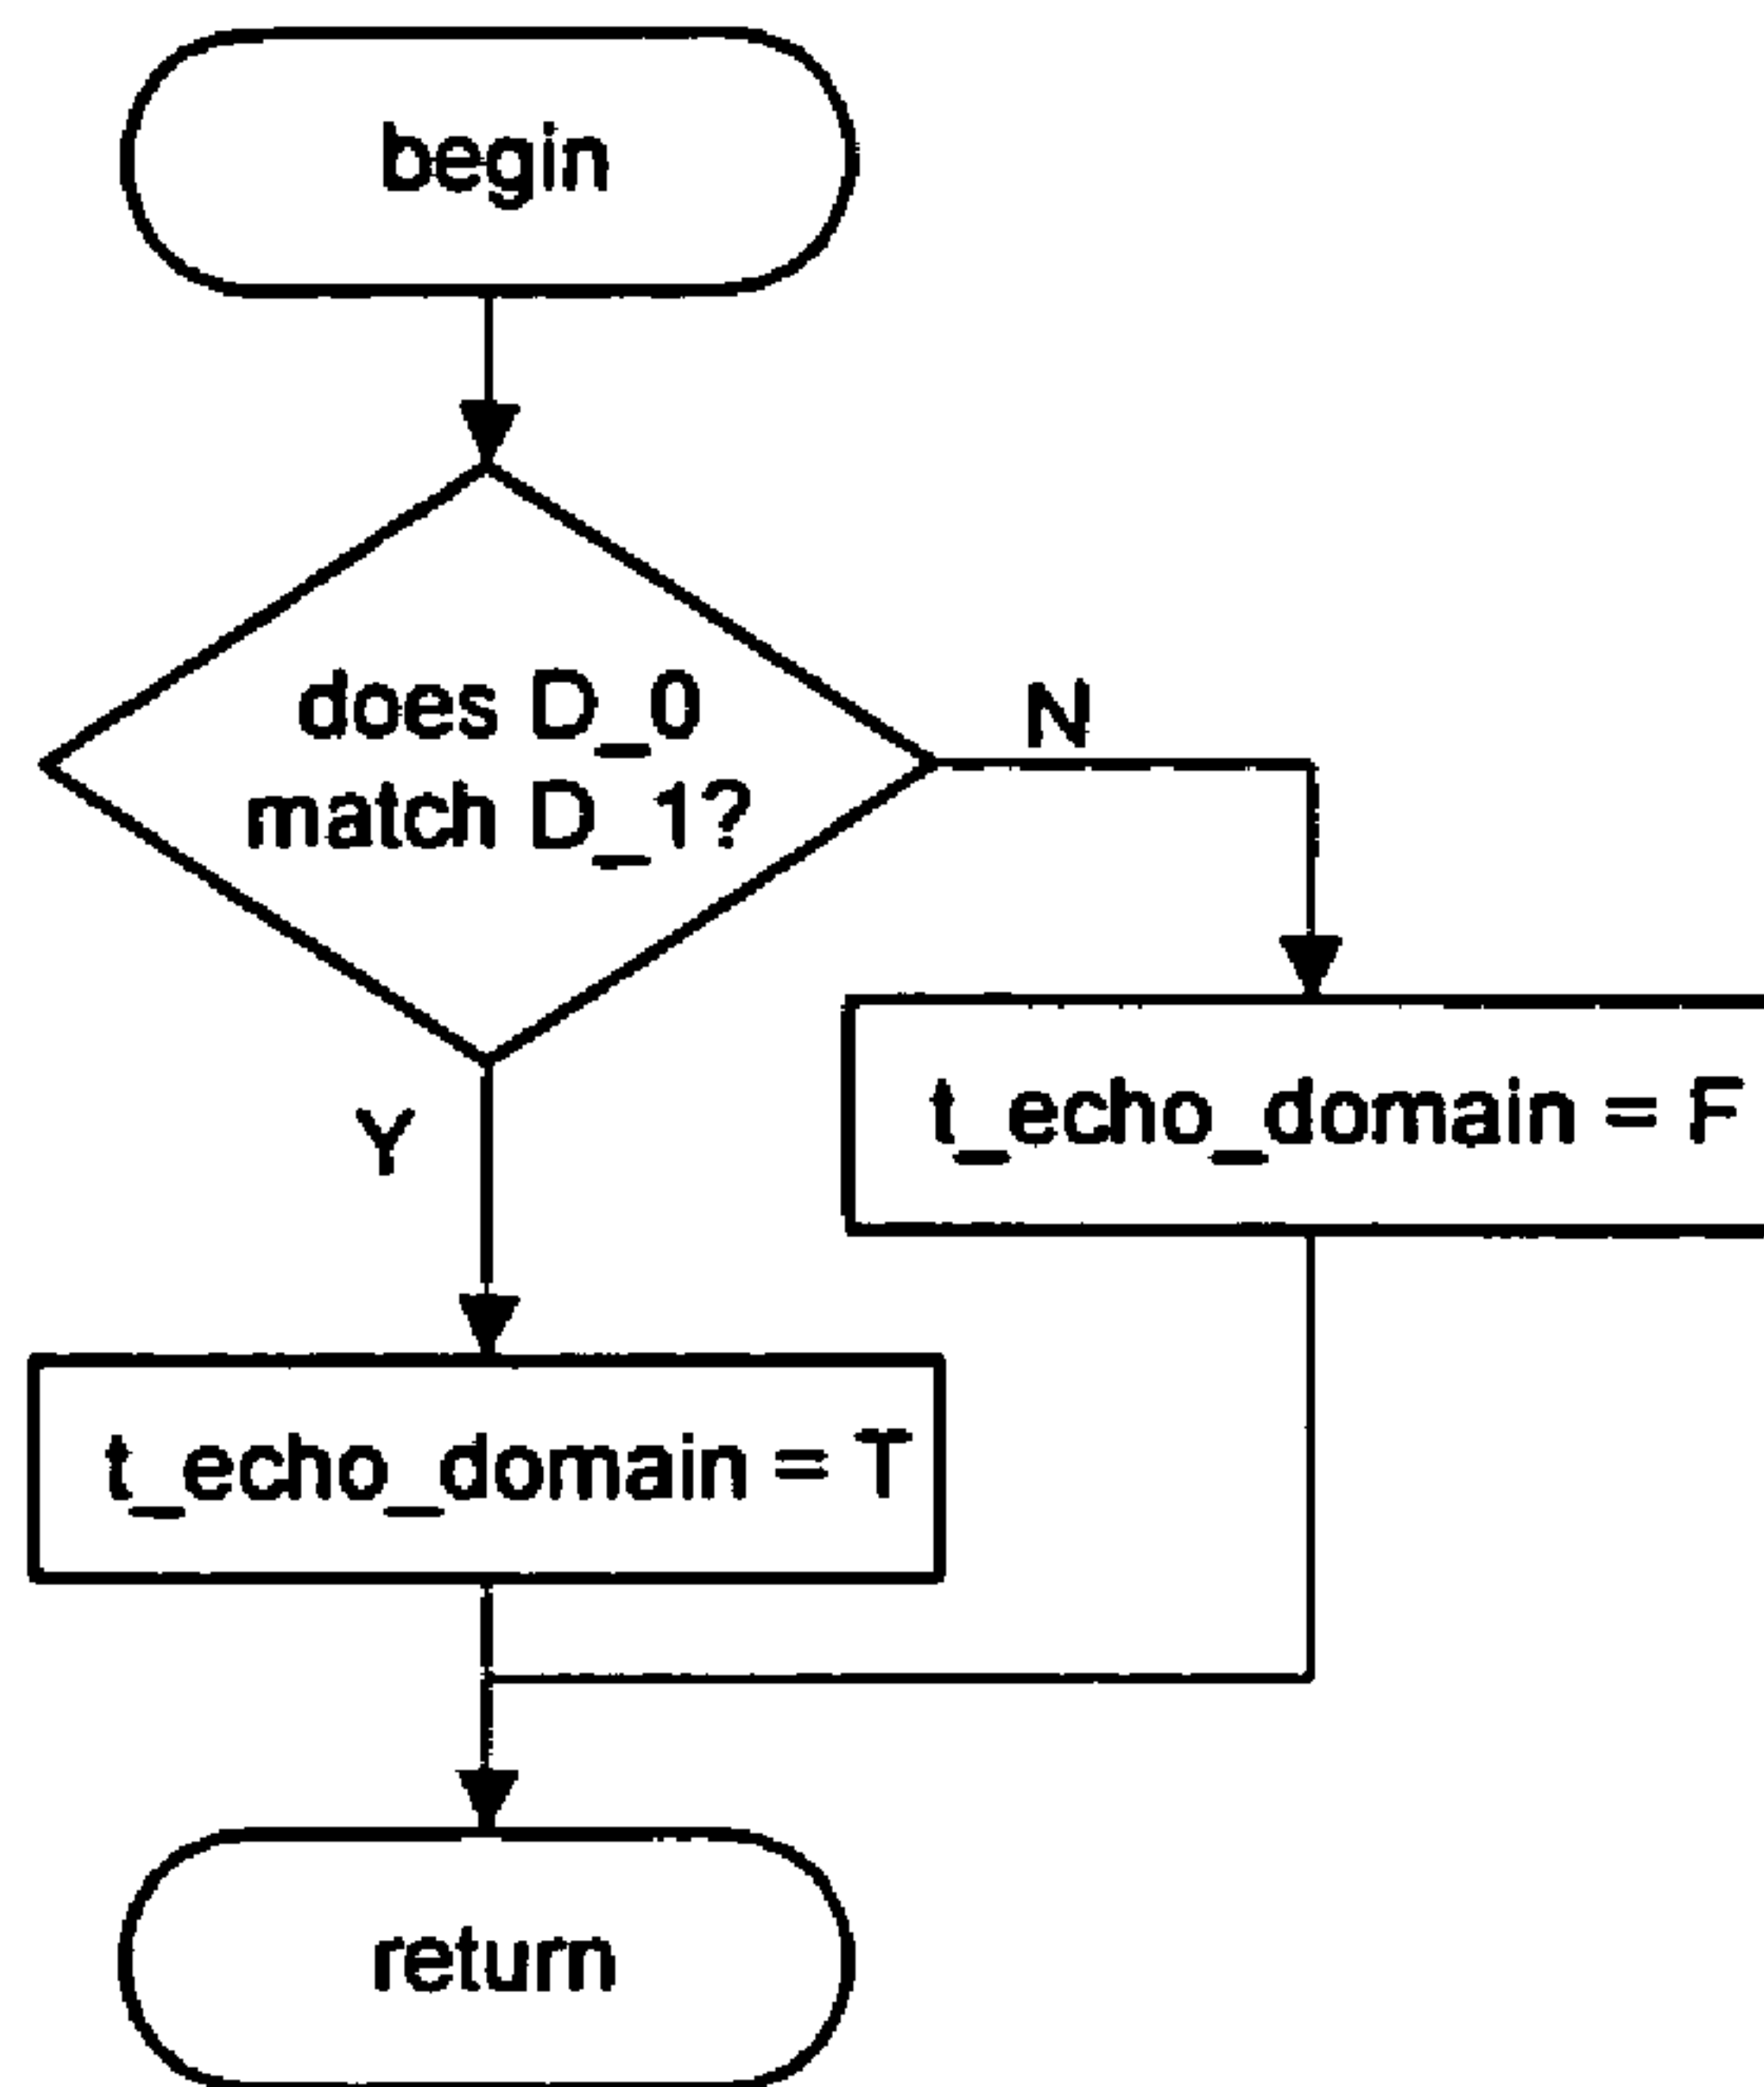 begin
does D_0
match D_1?
N
Y
t_echo_domain = F
t_echo_domain = T
return